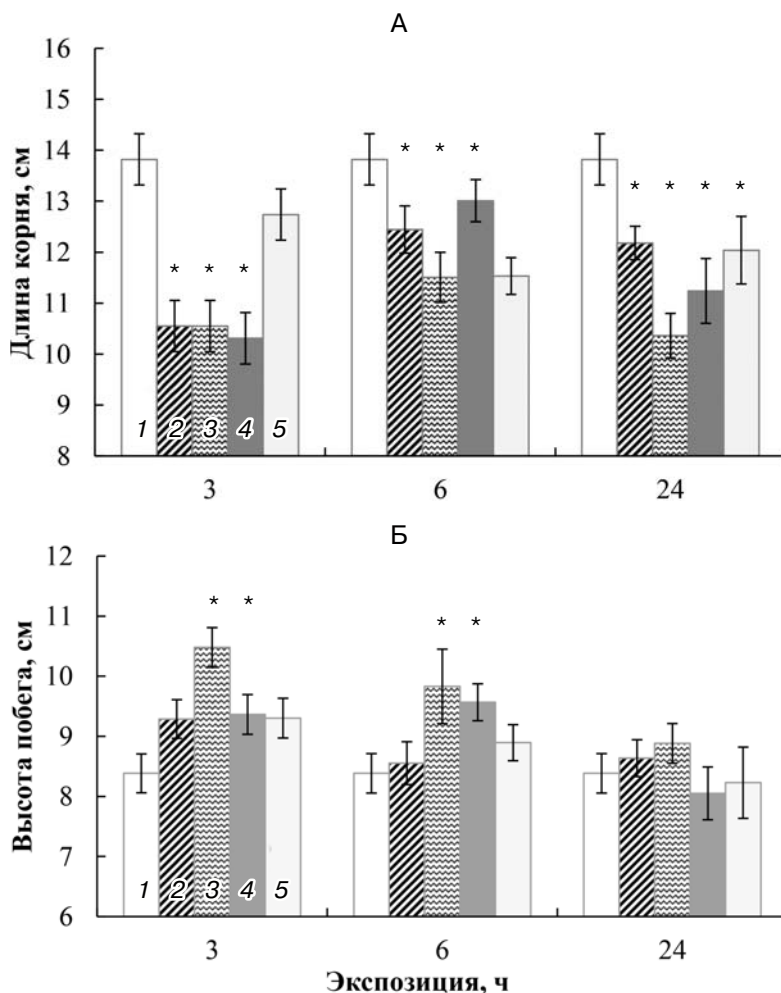 А
16
15
14
13
12
11
10
9
8
Длина корня, см
* * *
* * *
* * * *
1 2 3 4 5
3 6 24
Б
12
11
10
9
8
7
6
Высота побега, см
* *
* *
1 2 3 4 5
3 6 24
Экспозиция, ч